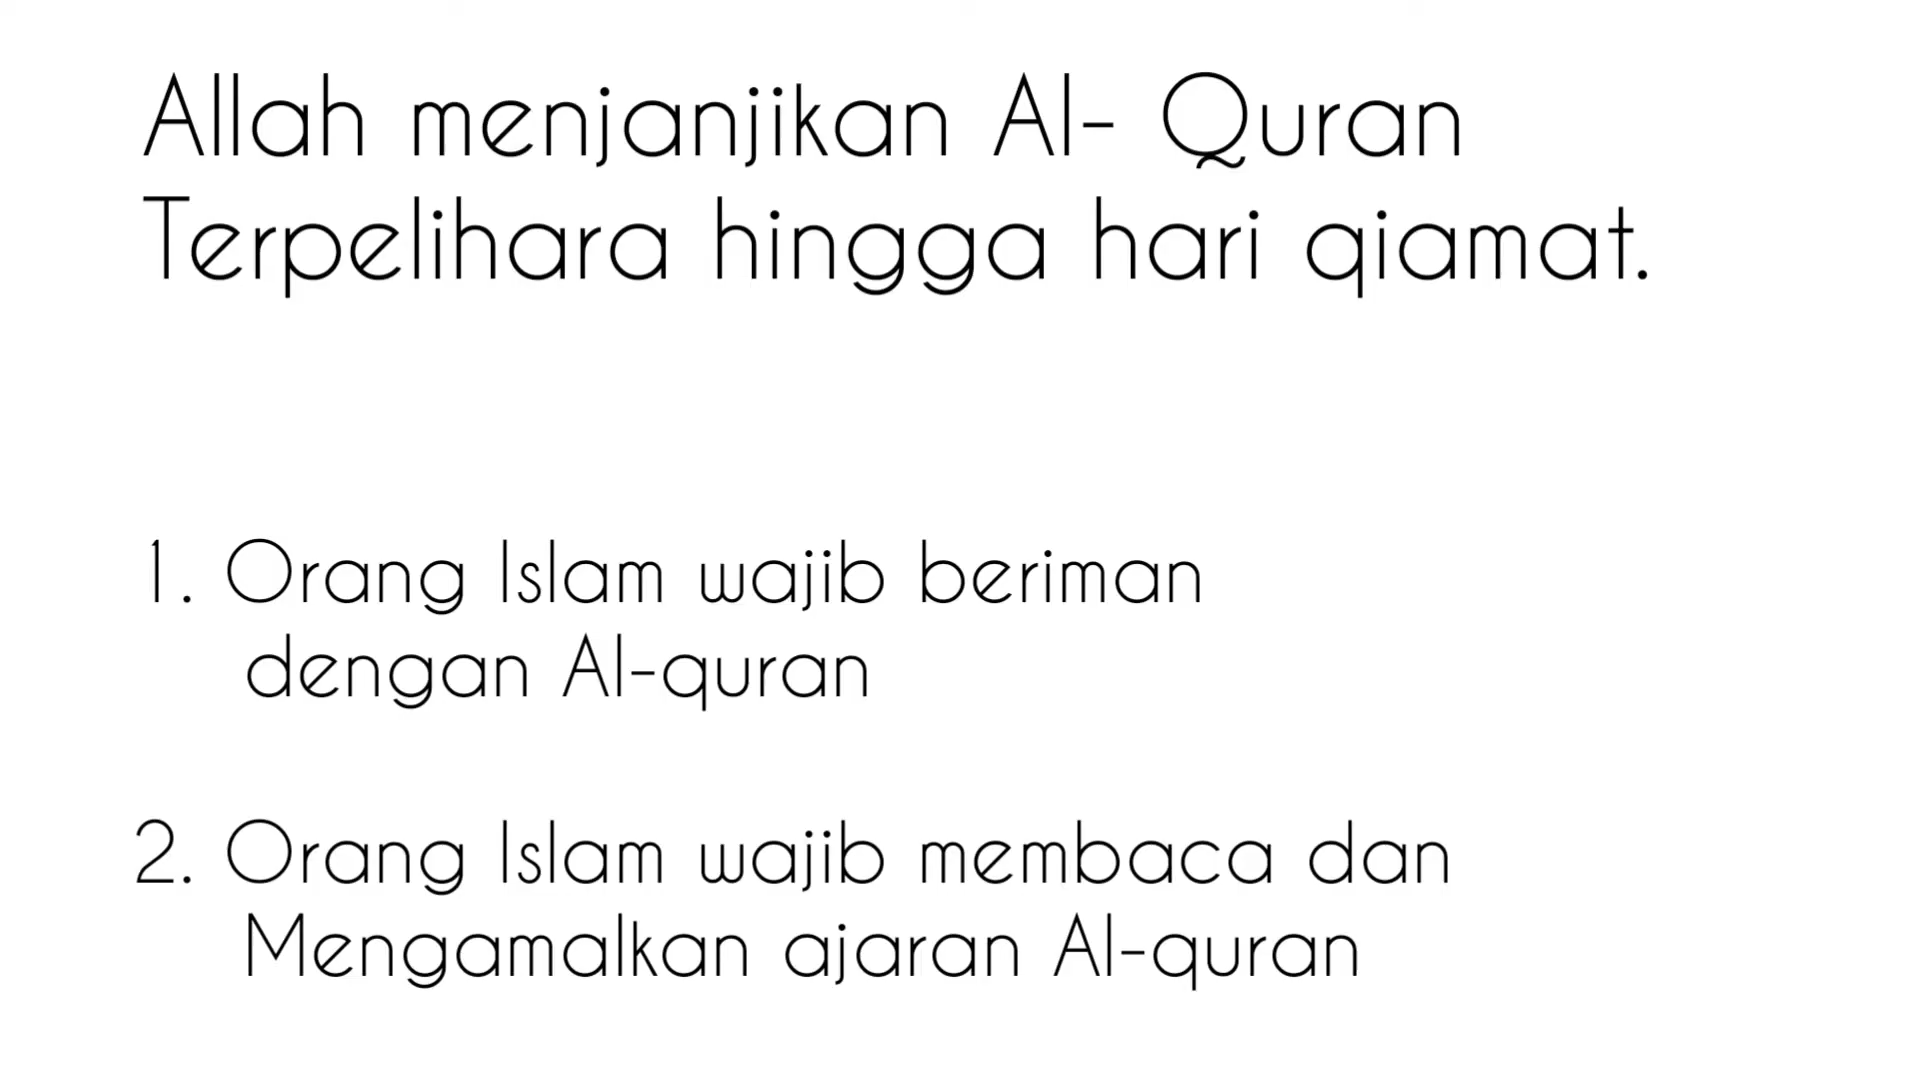 Allah menjanjikan Al- Quran
Terpelihara hingga hari qiamat.
1. Orang Islam wajib beriman
dengan Al-quran
2. Orang Islam wajib membaca dan
Mengamalkan ajaran Al-quran